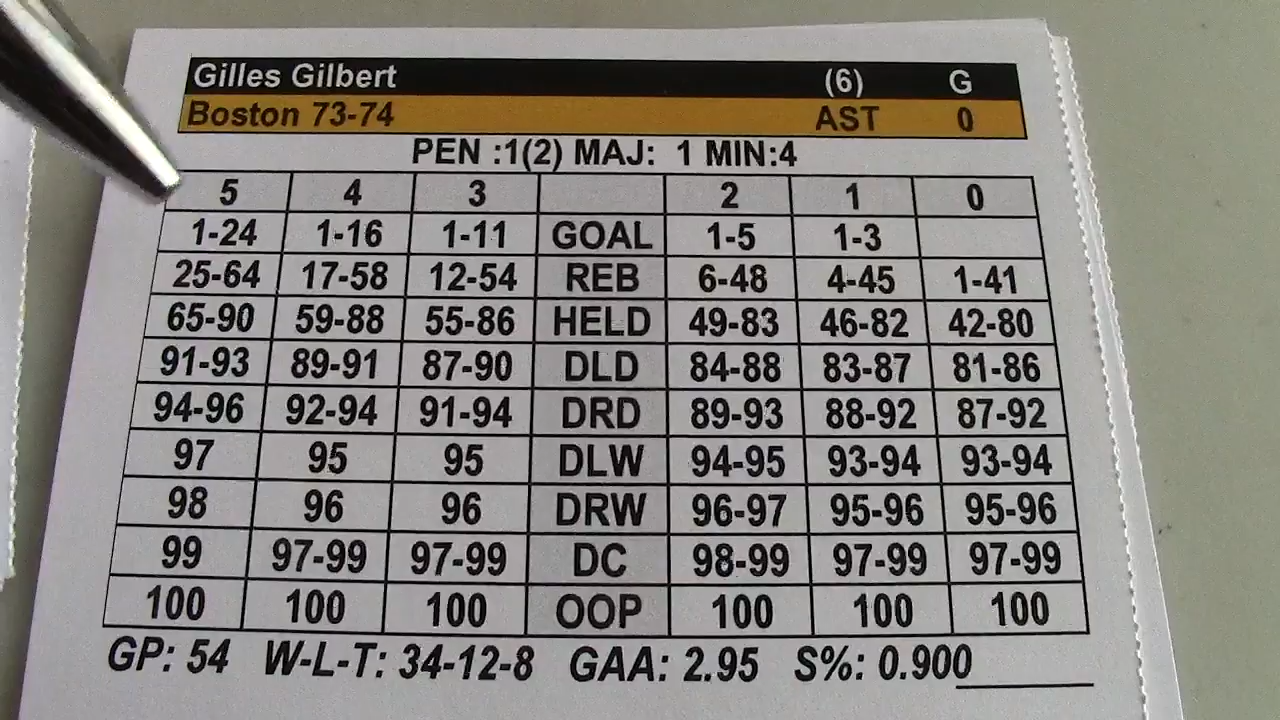 Gilles Gilbert (6) G
Boston 73-74 AST 0
PEN :1(2) MAJ: 1 MIN:4
5 4 3 2 1 0
1-24 1-16 1-11 GOAL 1-5 1-3
25-64 17-58 12-54 REB 6-48 4-45 1-41
65-90 59-88 55-86 HELD 49-83 46-82 42-80
91-93 89-91 87-90 DLD 84-88 83-87 81-86
94-96 92-94 91-94 DRD 89-93 88-92 87-92
97 95 95 DLW 94-95 93-94 93-94
98 96 96 DRW 96-97 95-96 95-96
99 97-99 97-99 DC 98-99 97-99 97-99
100 100 100 OOP 100 100 100
GP: 54 W-L-T: 34-12-8 GAA: 2.95 S%: 0.900